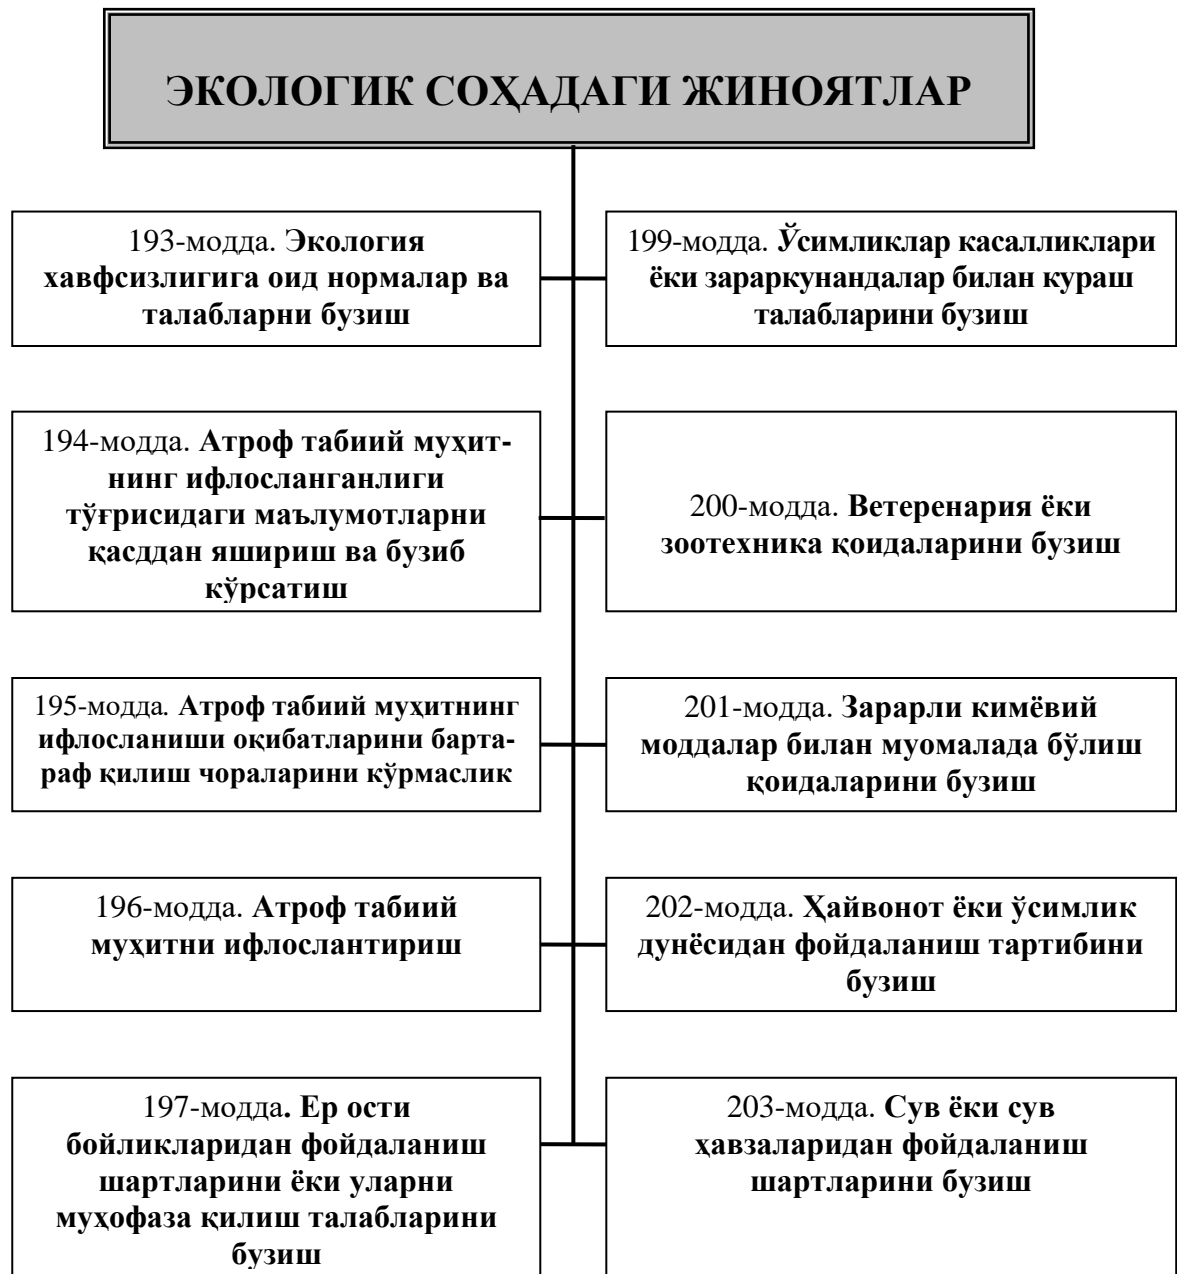 ЭКОЛОГИК СОҲАДАГИ ЖИНОЯТЛАР
193-модда. Экология
хавфсизлигига оид нормалар ва
талабларни бузиш
194-модда. Атроф табиий муҳит-
нинг ифлосланганлиги
тўғрисидаги маълумотларни
қасддан яшириш ва бузиб
кўрсатиш
195-модда. Атроф табиий муҳитнинг
ифлосланиши оқибатларини барта-
раф қилиш чораларини кўрмаслик
196-модда. Атроф табиий
муҳитни ифлослантириш
197-модда. Ер ости
бойликларидан фойдаланиш
шартларини ёки уларни
муҳофаза қилиш талабларини
бузиш
199-модда. Ўсимликлар касалликлари
ёки зараркунандалар билан кураш
талабларини бузиш
200-модда. Ветеренария ёки
зоотехника қоидаларини бузиш
201-модда. Зарарли кимёвий
моддалар билан муомалада бўлиш
қоидаларини бузиш
202-модда. Ҳайвонот ёки ўсимлик
дунёсидан фойдаланиш тартибини
бузиш
203-модда. Сув ёки сув
ҳавзаларидан фойдаланиш
шартларини бузиш